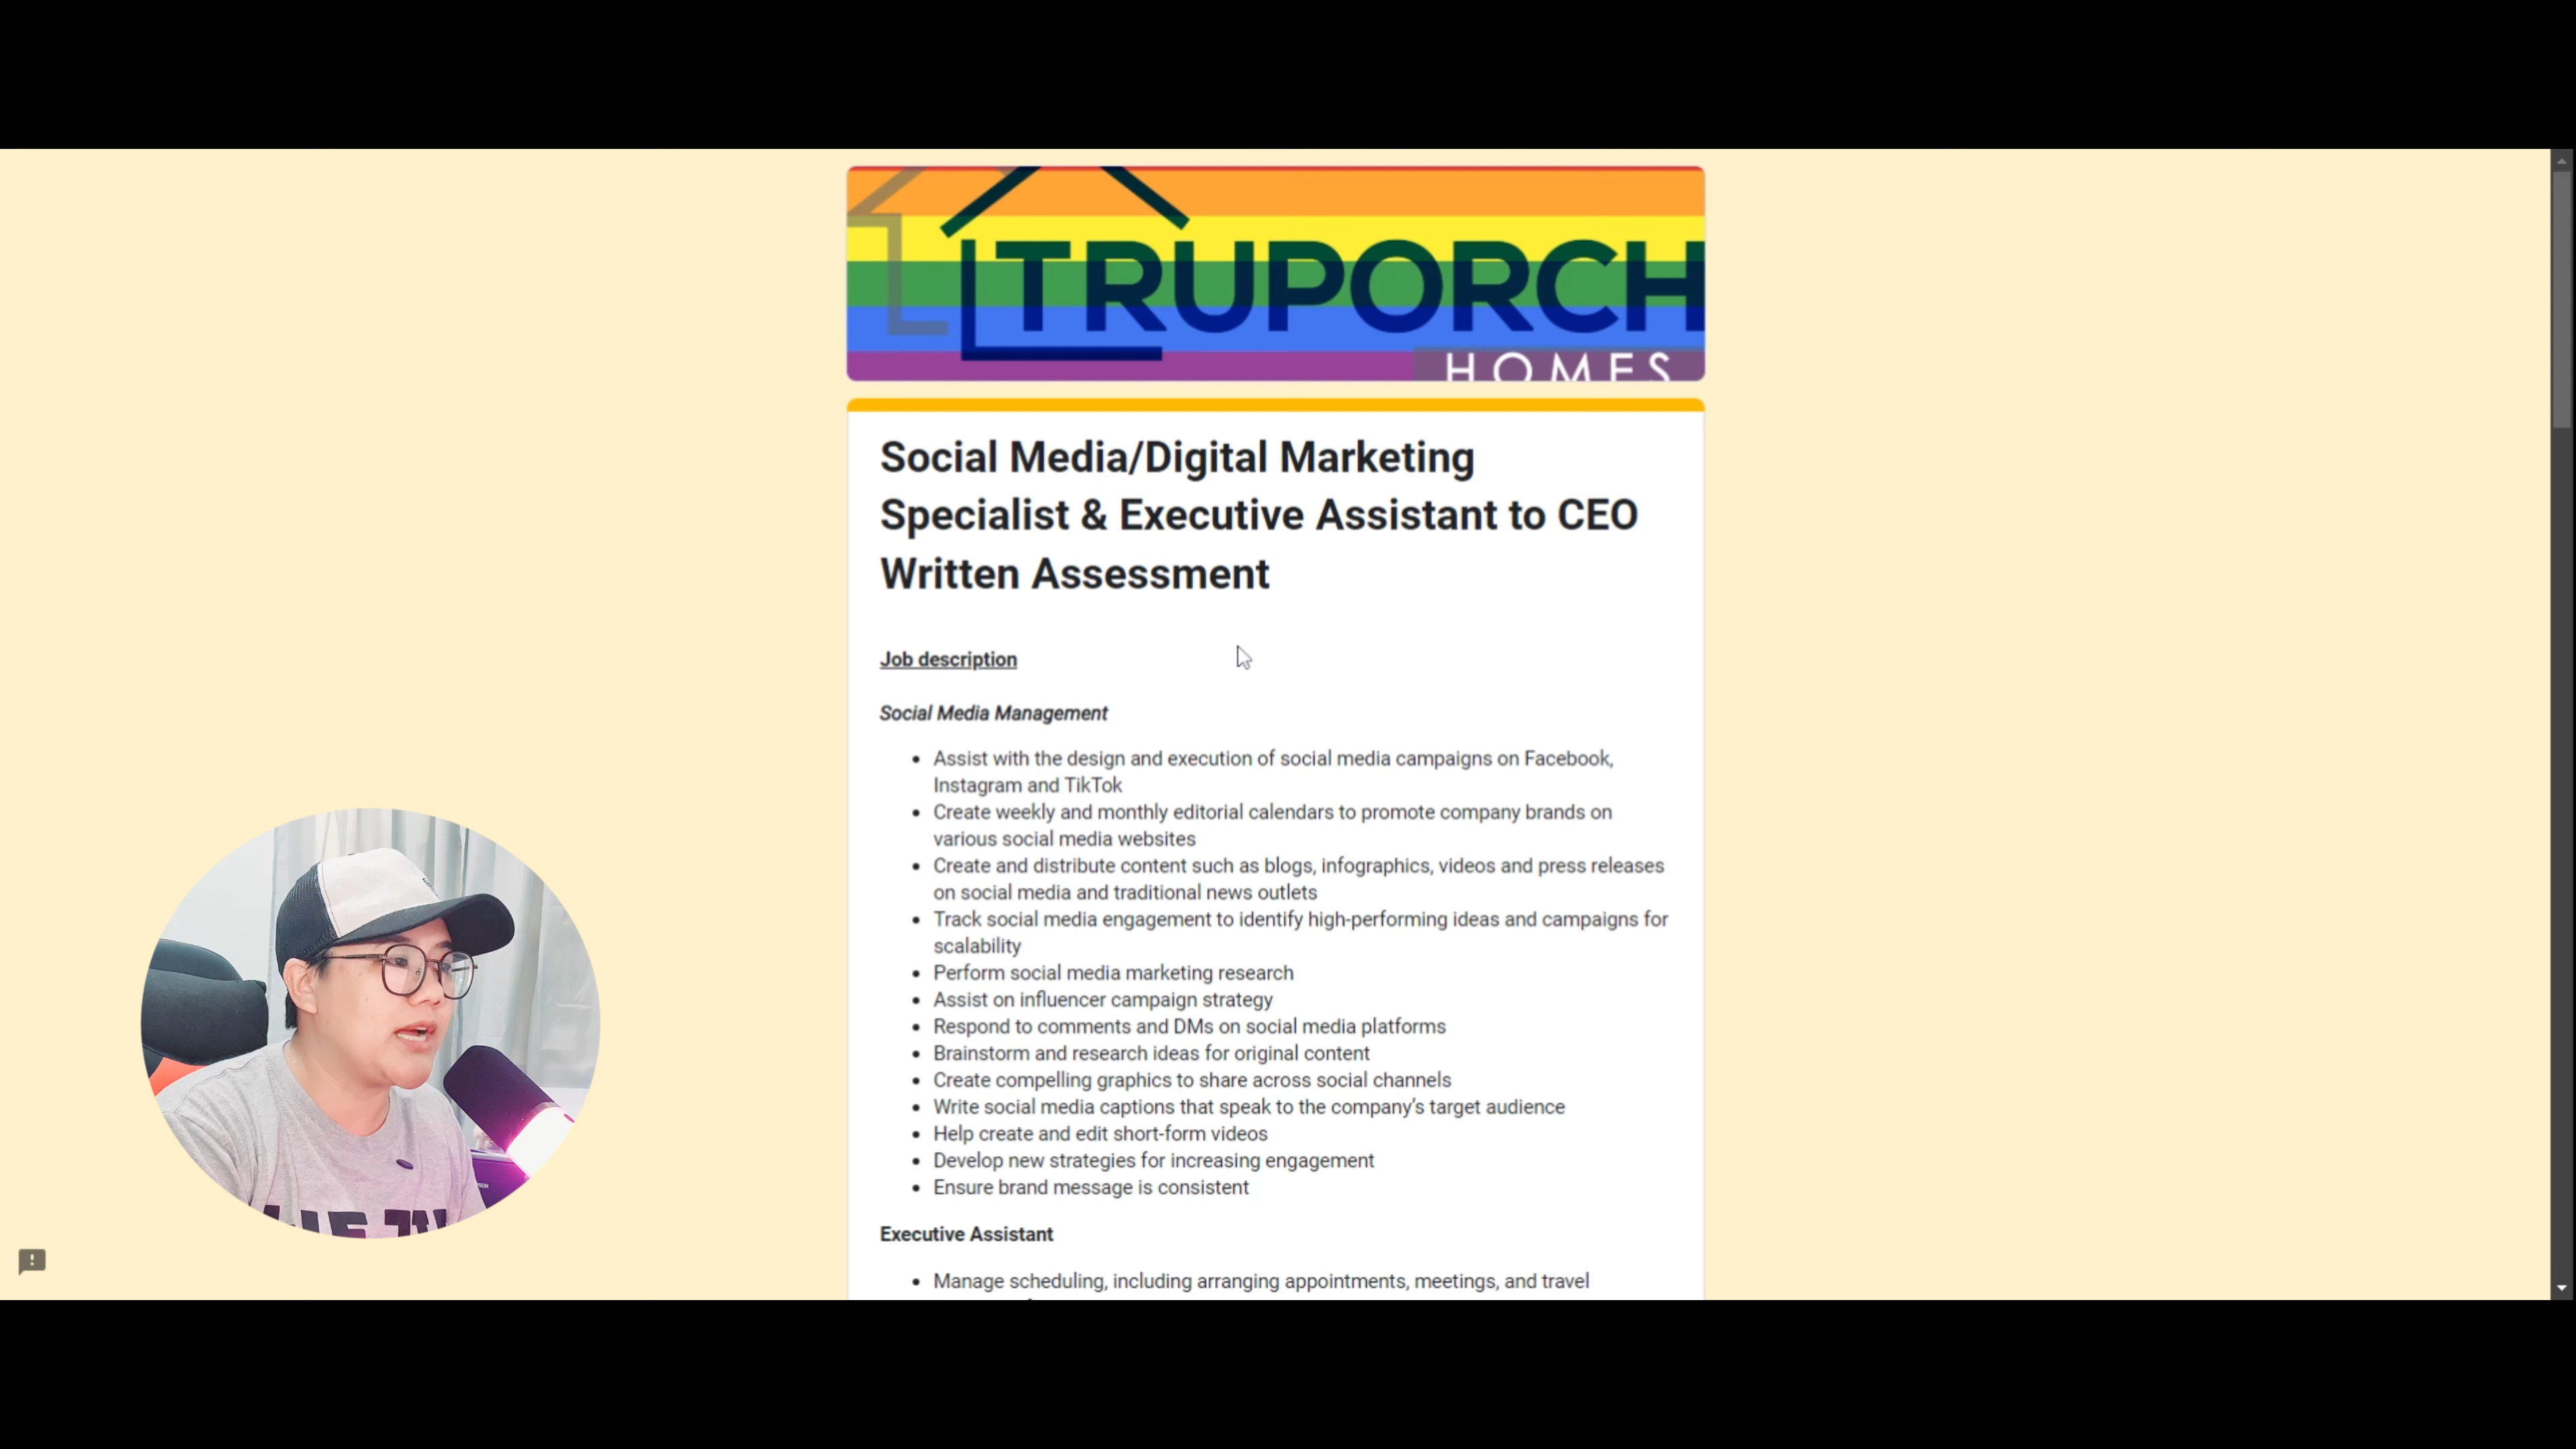 TRUPORCH
HOMES
Social Media/Digital Marketing
Specialist & Executive Assistant to CEO
Written Assessment
Job description
Social Media Management
• Assist with the design and execution of social media campaigns on Facebook,
Instagram and TikTok
• Create weekly and monthly editorial calendars to promote company brands on
various social media websites
• Create and distribute content such as blogs, infographics, videos and press releases
on social media and traditional news outlets
• Track social media engagement to identify high-performing ideas and campaigns for
scalability
• Perform social media marketing research
• Assist on influencer campaign strategy
• Respond to comments and DMs on social media platforms
• Brainstorm and research ideas for original content
• Create compelling graphics to share across social channels
• Write social media captions that speak to the company’s target audience
• Help create and edit short-form videos
• Develop new strategies for increasing engagement
• Ensure brand message is consistent
Executive Assistant
• Manage scheduling, including arranging appointments, meetings, and travel